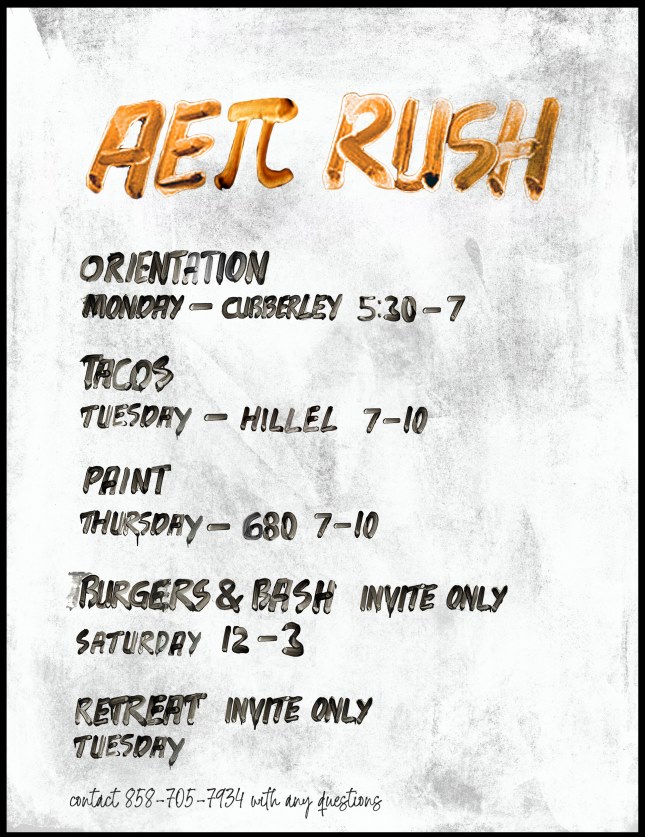 AEπ RUSH
ORIENTATION
MONDAY – CUBBERLEY 5:30–7
TACOS
TUESDAY – HILLEL 7–10
PAINT
THURSDAY – 680 7–10
BURGERS & BASH INVITE ONLY
SATURDAY 12–3
RETREAT INVITE ONLY
TUESDAY
contact 858-705-7934 with any questions